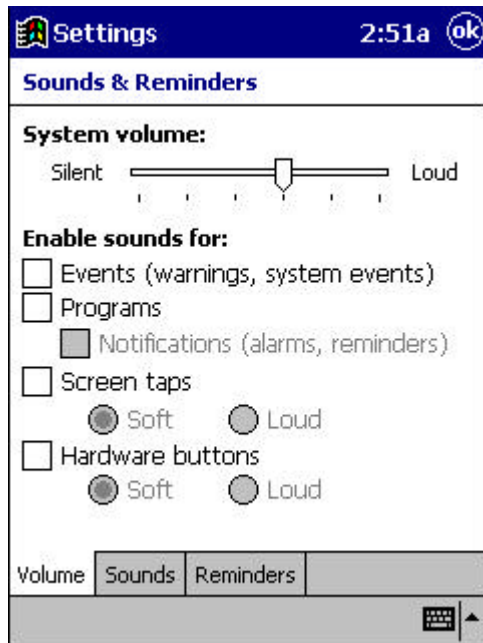 Settings 2:51a ok
Sounds & Reminders
System volume:
Silent Loud
Enable sounds for:
Events (warnings, system events)
Programs
Notifications (alarms, reminders)
Screen taps
Soft Loud
Hardware buttons
Soft Loud
Volume Sounds Reminders